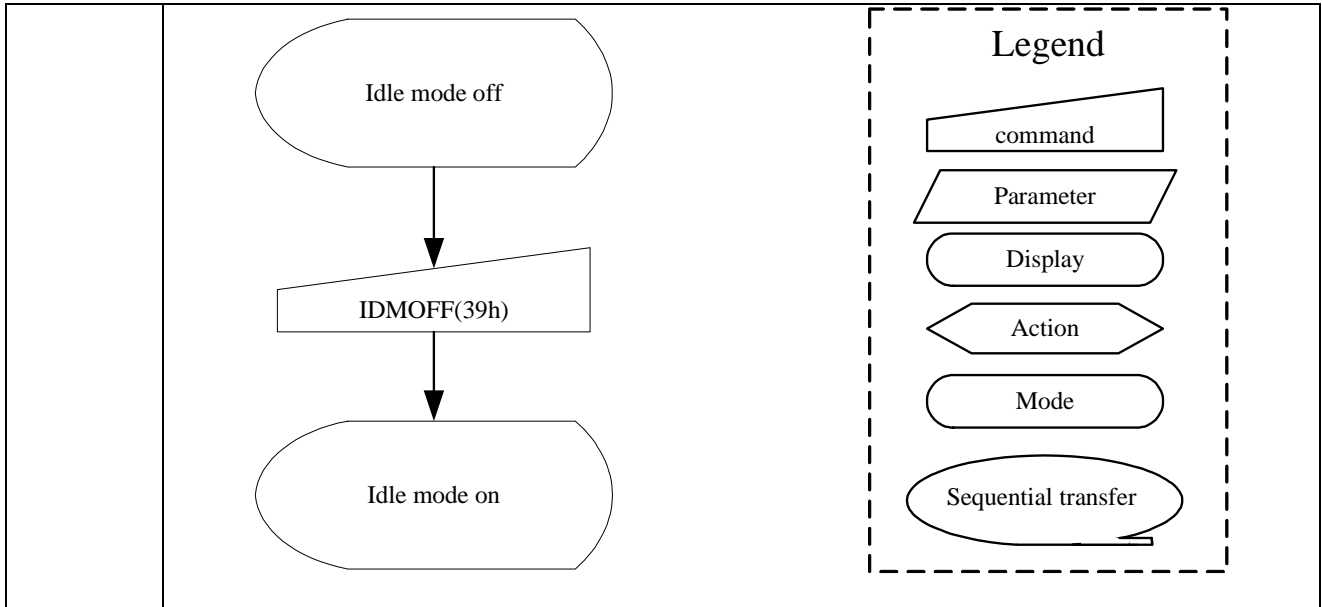 Idle mode off
IDMOFF(39h)
Idle mode on
Legend
command
Parameter
Display
Action
Mode
Sequential transfer